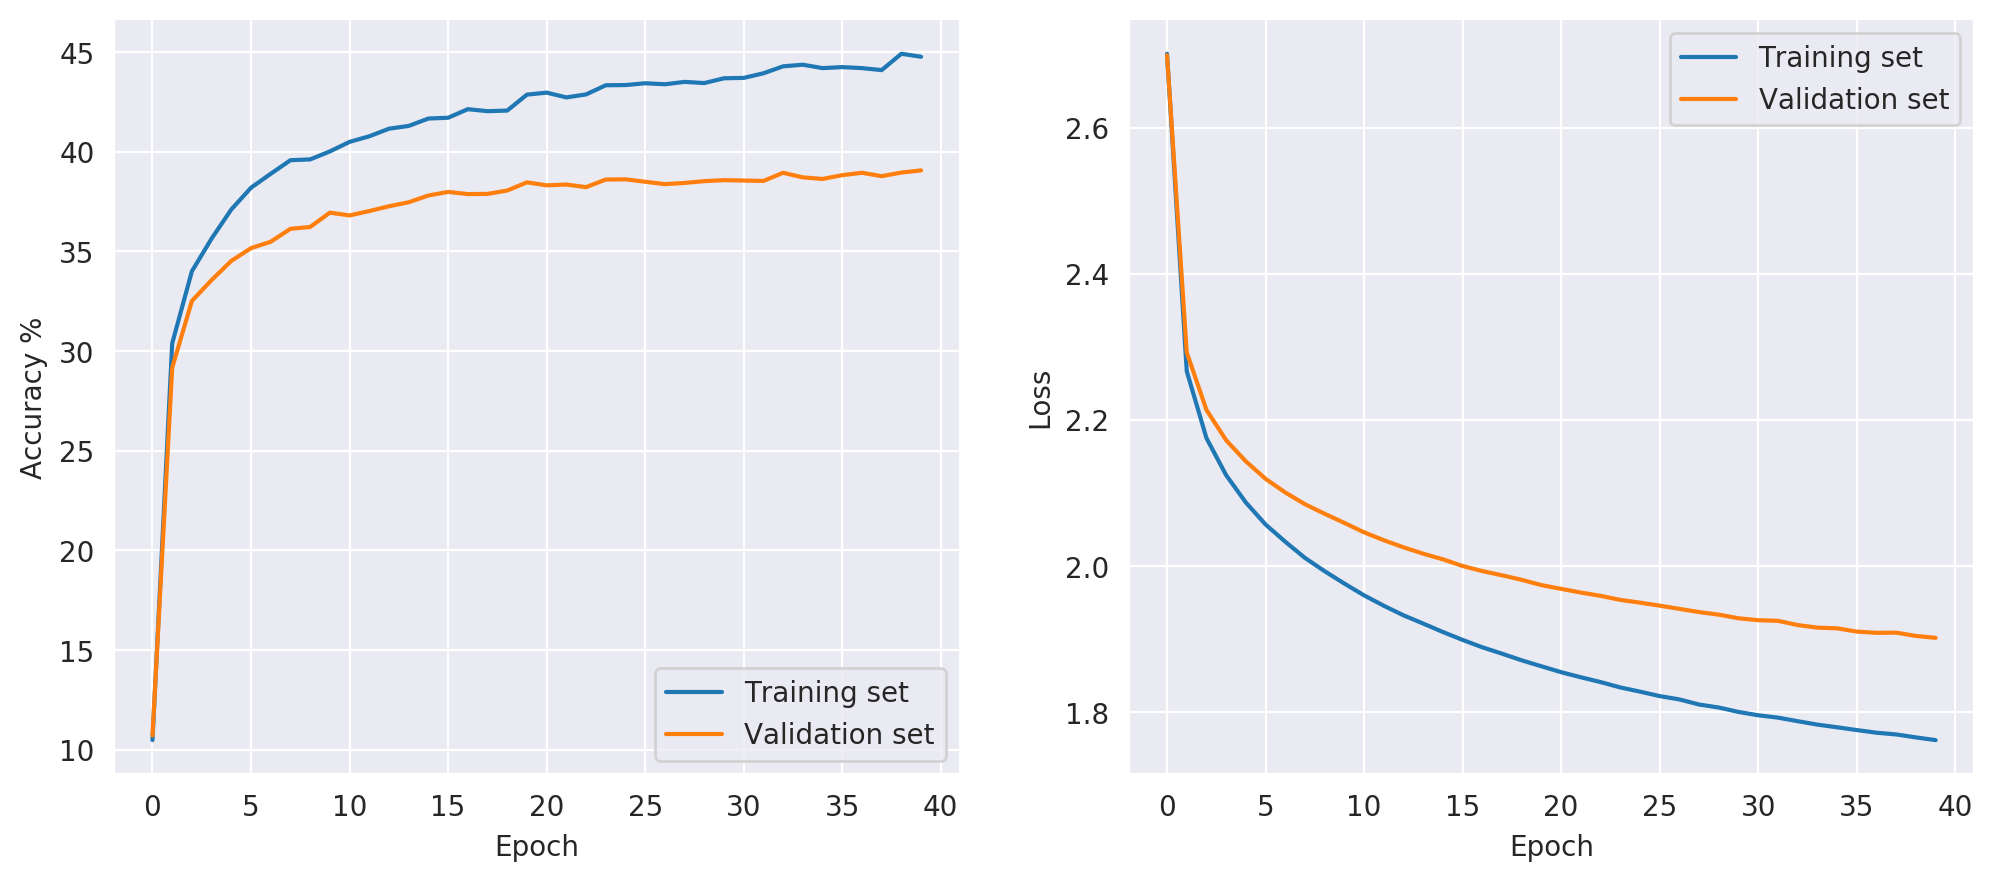 45
40
35
30
25
20
15
10
Accuracy %
Training set
Validation set
0 5 10 15 20 25 30 35 40
Epoch
Training set
Validation set
2.6
2.4
2.2
2.0
1.8
Loss
0 5 10 15 20 25 30 35 40
Epoch